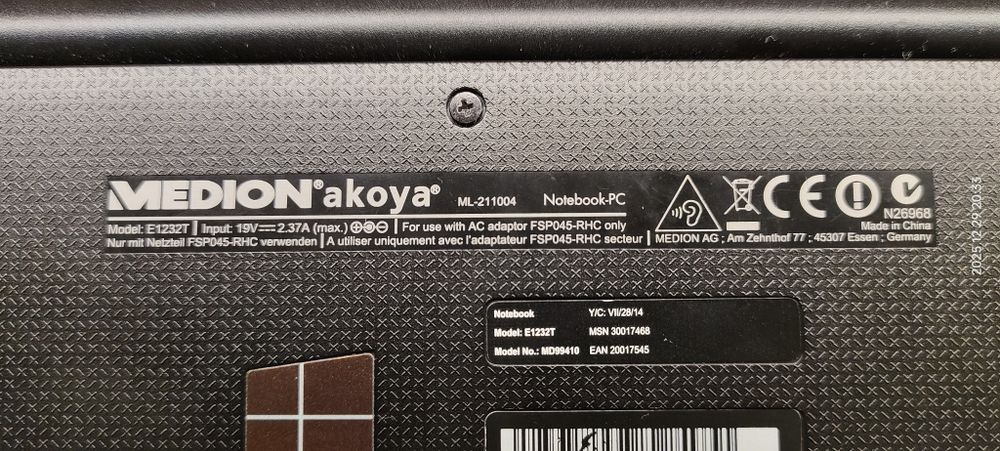 MEDION® akoya® ML-211004 Notebook-PC
Model: E1232T | Input: 19V⎓2.37A (max.) | For use with AC adaptor FSP045-RHC only
Nur mit Netzteil FSP045-RHC verwenden | A utiliser uniquement avec l'adaptateur FSP045-RHC secteur
N26968
Made in China
MEDION AG ; Am Zehnthof 77 ; 45307 Essen ; Germany
Notebook Y/C: VII/28/14
Model: E1232T MSN 30017468
Model No.: MD99410 EAN 20017545
2025.12.29 20:33